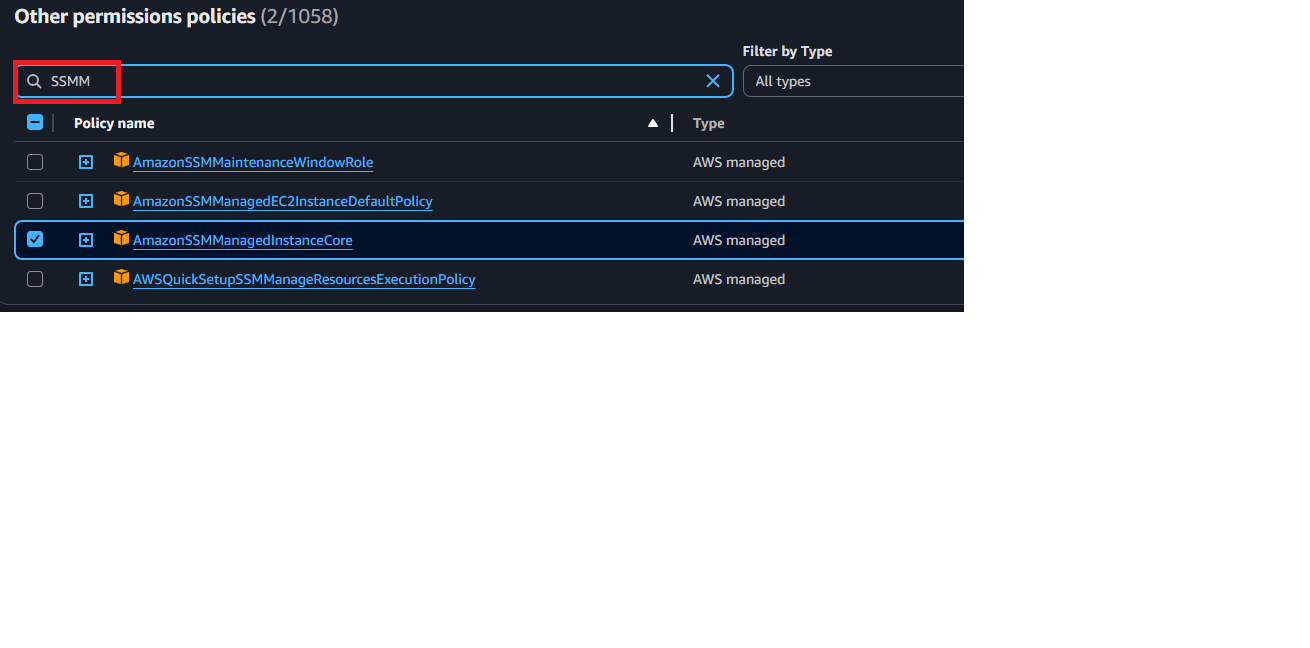 Other permissions policies (2/1058)
Filter by Type
SSMM
All types
Policy name
Type
AmazonSSMMaintenanceWindowRole
AWS managed
AmazonSSMManagedEC2InstanceDefaultPolicy
AWS managed
AmazonSSMManagedInstanceCore
AWS managed
AWSQuickSetupSSMManageResourcesExecutionPolicy
AWS managed